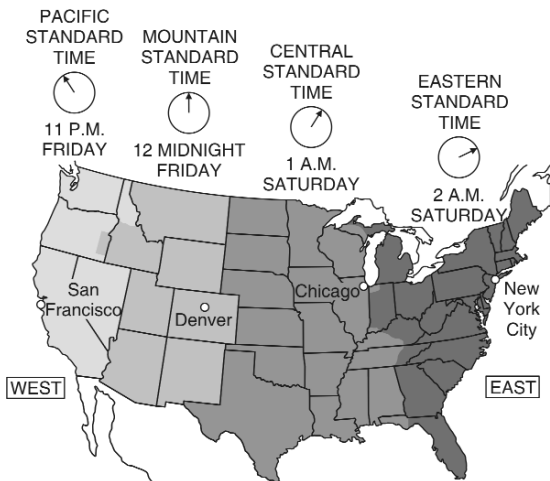 PACIFIC
STANDARD
TIME
11 P.M.
FRIDAY
MOUNTAIN
STANDARD
TIME
12 MIDNIGHT
FRIDAY
CENTRAL
STANDARD
TIME
1 A.M.
SATURDAY
EASTERN
STANDARD
TIME
2 A.M.
SATURDAY
San
Francisco
Denver
Chicago
New
York
City
WEST
EAST